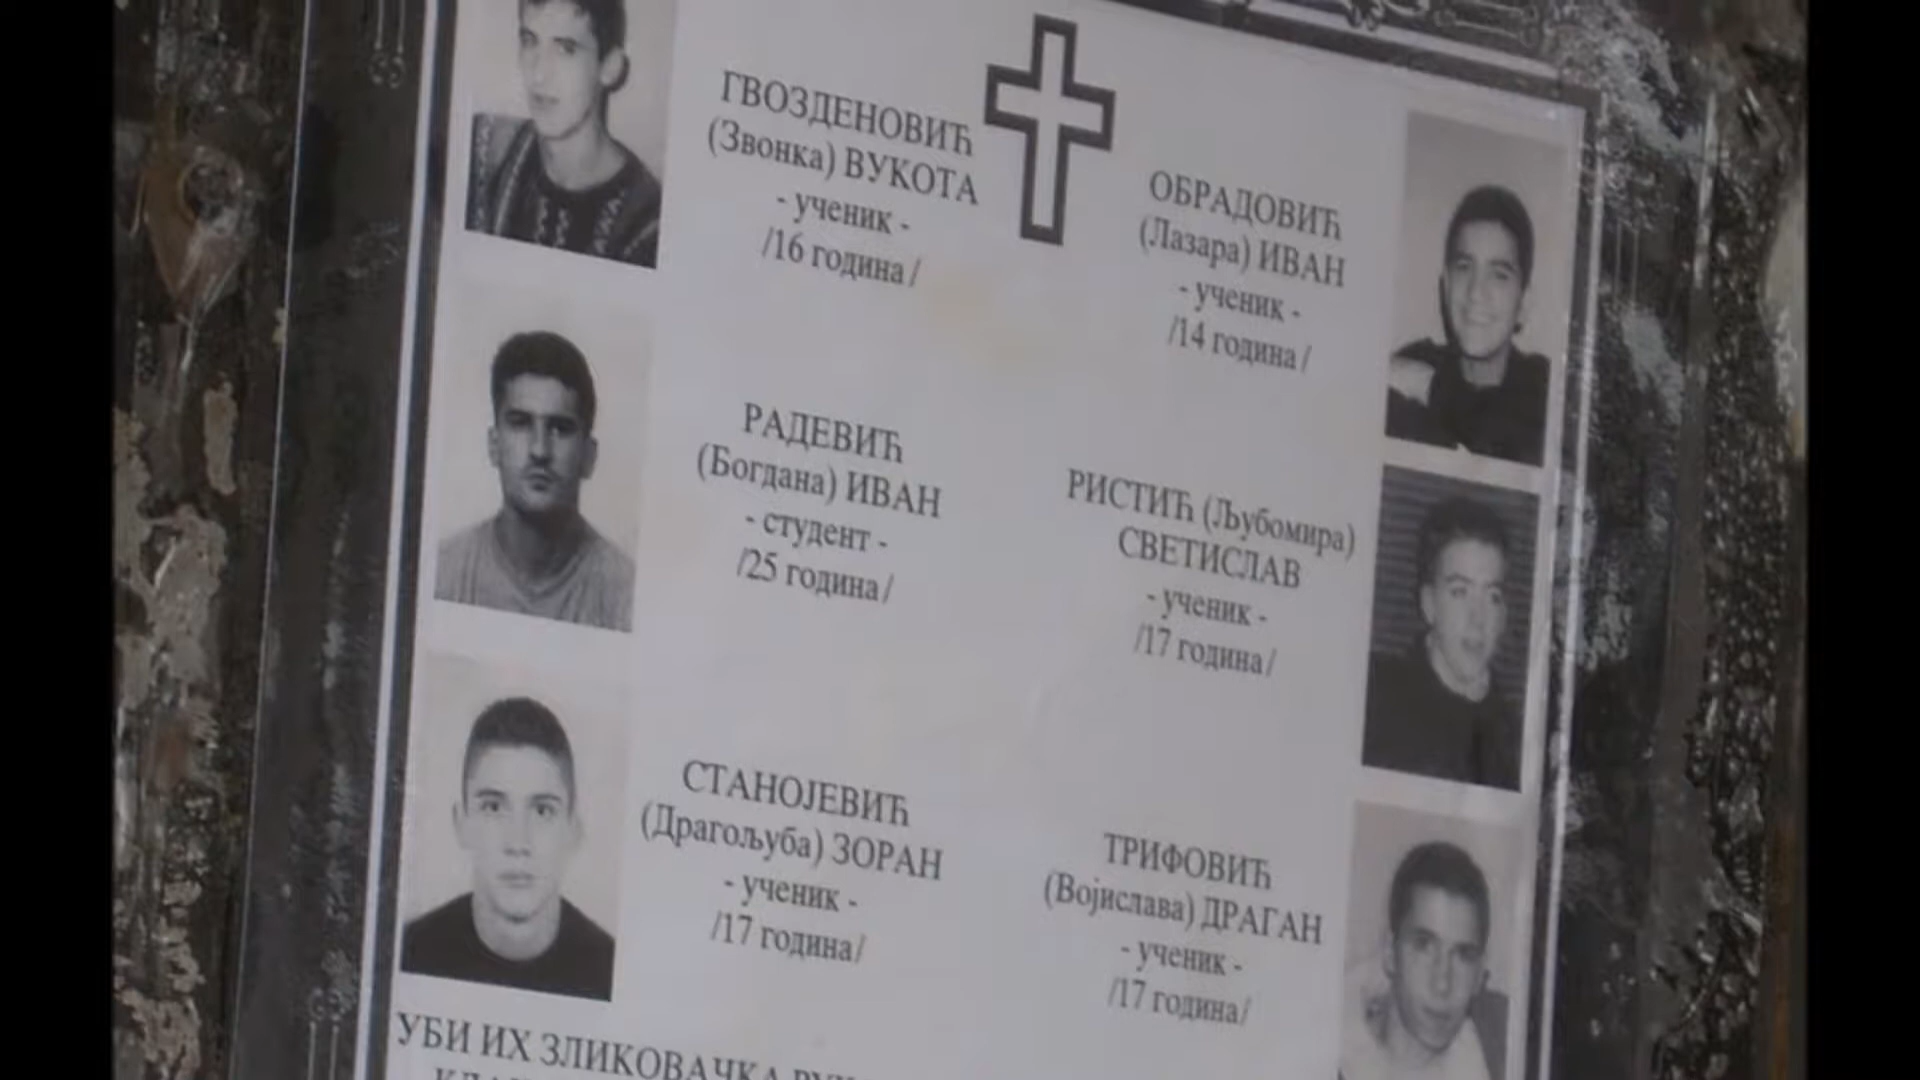 ГВОЗДЕНОВИЋ
(Звонка) ВУКОТА
- ученик -
/16 година/
ОБРАДОВИЋ
(Лазара) ИВАН
- ученик -
/14 година/
РАДЕВИЋ
(Богдана) ИВАН
- студент -
/25 година/
РИСТИЋ (Љубомира)
СВЕТИСЛАВ
- ученик -
/17 година/
СТАНОЈЕВИЋ
(Драгољуба) ЗОРАН
- ученик -
/17 година/
ТРИФОВИЋ
(Војислава) ДРАГАН
- ученик -
/17 година/
УБИ ИХ ЗЛИКОВАЧКА